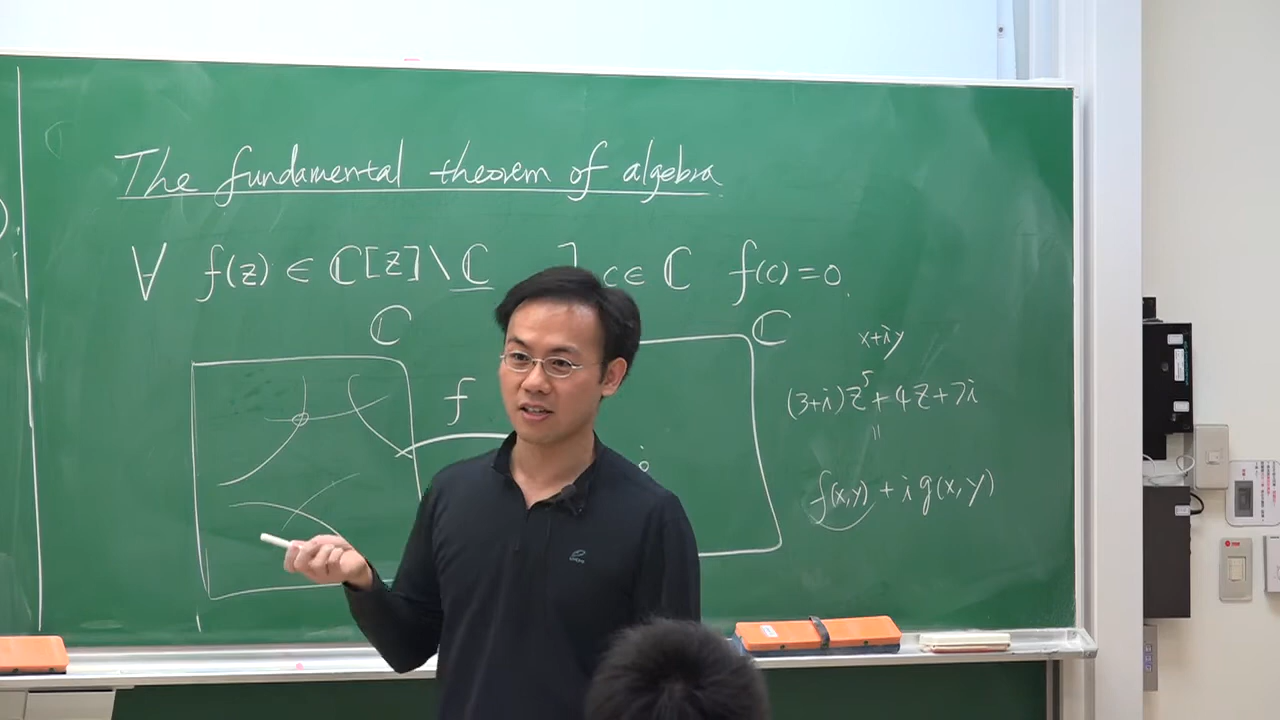 The fundamental theorem of algebra
∀ f(z) ∈ ℂ[z] \ ℂ ∃ c ∈ ℂ f(c) = 0.
ℂ ℂ
x+iy
f
(3+i)z⁵+4z+7i
=
f(x,y) + i g(x,y)